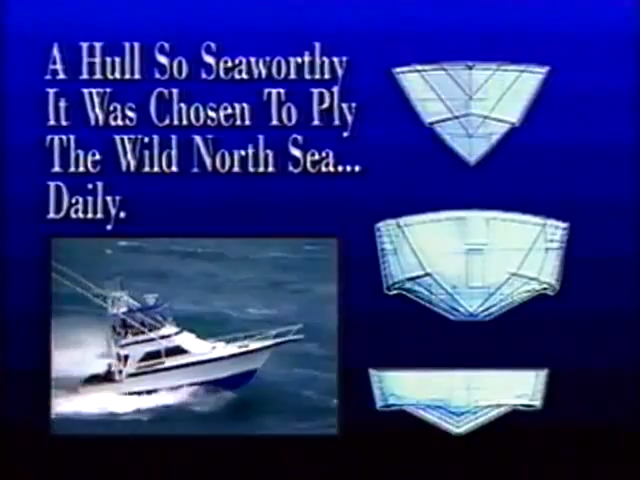 A Hull So Seaworthy
It Was Chosen To Ply
The Wild North Sea...
Daily.